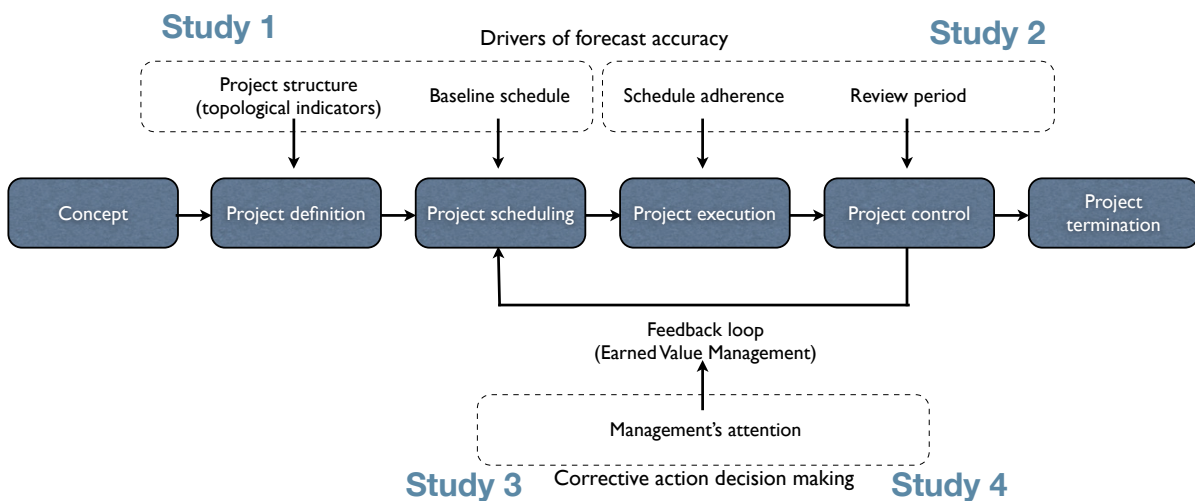 Study 1
Drivers of forecast accuracy
Study 2
Project structure
(topological indicators)
Baseline schedule
Schedule adherence
Review period
Concept
Project definition
Project scheduling
Project execution
Project control
Project
termination
Feedback loop
(Earned Value Management)
Management's attention
Study 3
Corrective action decision making
Study 4